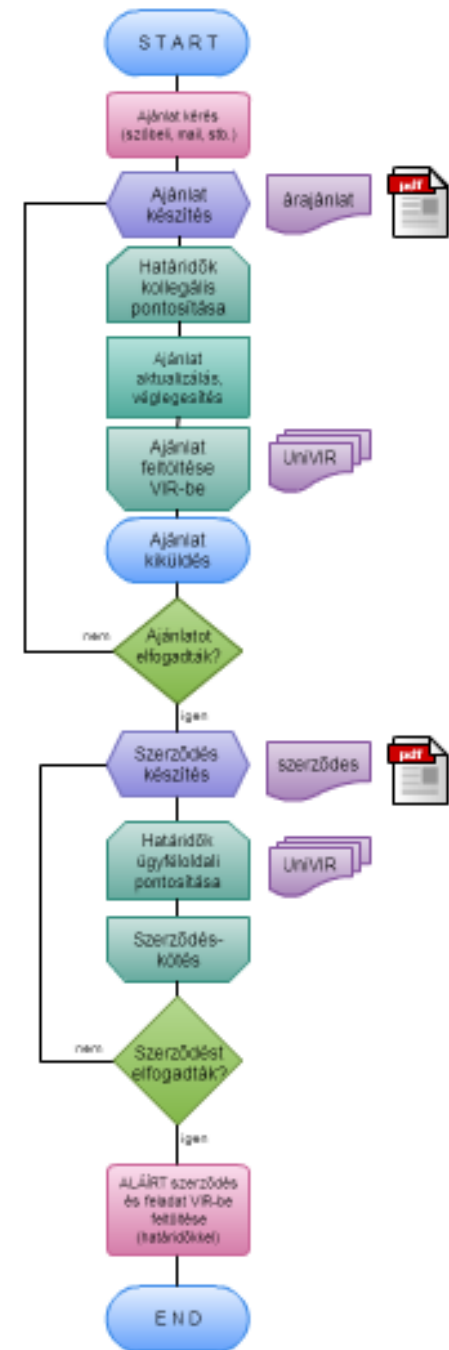 START
Ajánlat kérés
(szóbeli, mail, stb.)
Ajánlat
készítés
árajánlat
pdf
Határidők
kollegális
pontosítása
Ajánlat
aktualizálás,
véglegesítés
Ajánlat
feltöltése
VIR-be
UniVIR
Ajánlat
kiküldés
nem
Ajánlatot
elfogadták?
igen
Szerződés
készítés
szerződes
pdf
Határidők
ügyféloldali
pontosítása
UniVIR
Szerződés-
kötés
nem
Szerződést
elfogadták?
igen
ALÁÍRT szerződés
és feladat VIR-be
feltöltése
(határidőkkel)
END